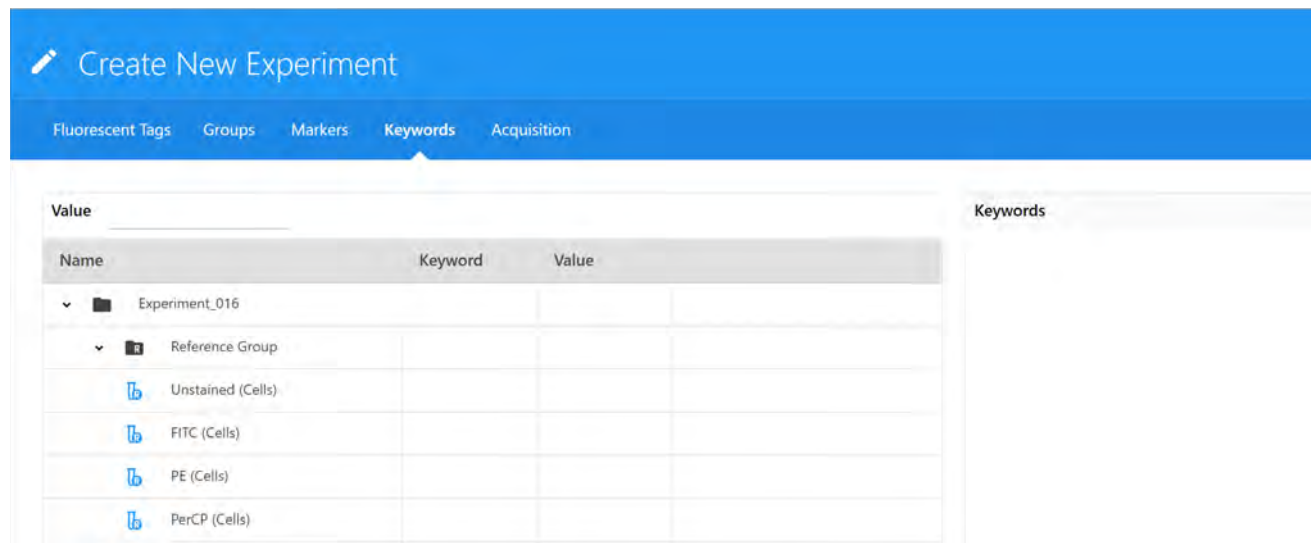 Create New Experiment
Fluorescent Tags Groups Markers Keywords Acquisition
Value
Keywords
Name Keyword Value
Experiment_016
Reference Group
Unstained (Cells)
FITC (Cells)
PE (Cells)
PerCP (Cells)